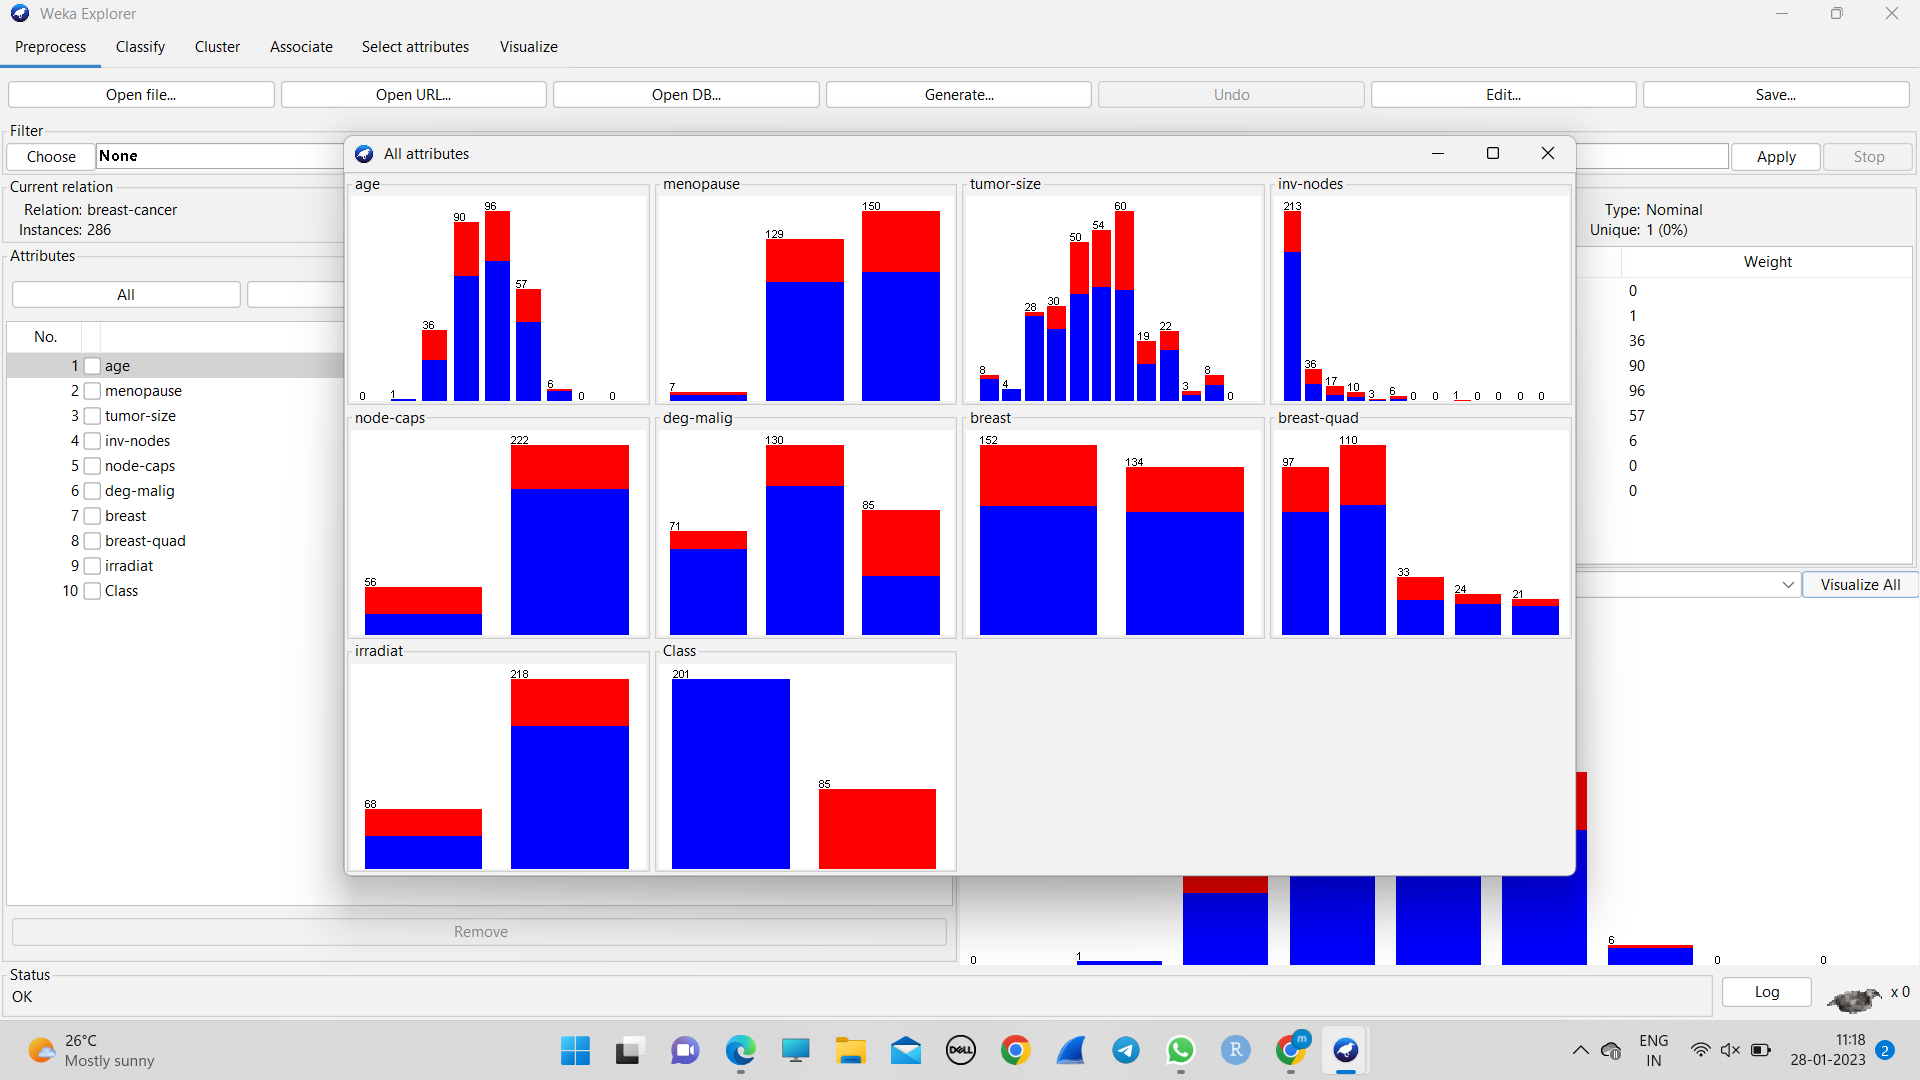 Weka Explorer
Preprocess Classify Cluster Associate Select attributes Visualize
Open file... Open URL... Open DB... Generate... Undo Edit... Save...
Filter
Choose None Apply Stop
Current relation
Relation: breast-cancer
Instances: 286
Type: Nominal
Unique: 1 (0%)
Attributes
All
No.
1 age
2 menopause
3 tumor-size
4 inv-nodes
5 node-caps
6 deg-malig
7 breast
8 breast-quad
9 irradiat
10 Class
Remove
Weight
0
1
36
90
96
57
6
0
0
Visualize All
All attributes
age
0 1 36 90 96 57 6 0 0
menopause
7 129 150
tumor-size
8 4 28 30 50 54 60 19 22 3 8 0
inv-nodes
213 36 17 10 3 6 0 0 1 0 0 0 0
node-caps
56 222
deg-malig
71 130 85
breast
152 134
breast-quad
97 110 33 24 21
irradiat
68 218
Class
201 85
0 1 6 0 0
Status
OK
Log x 0
26°C
Mostly sunny
DELL
R
m
ENG
IN
11:18
28-01-2023
2